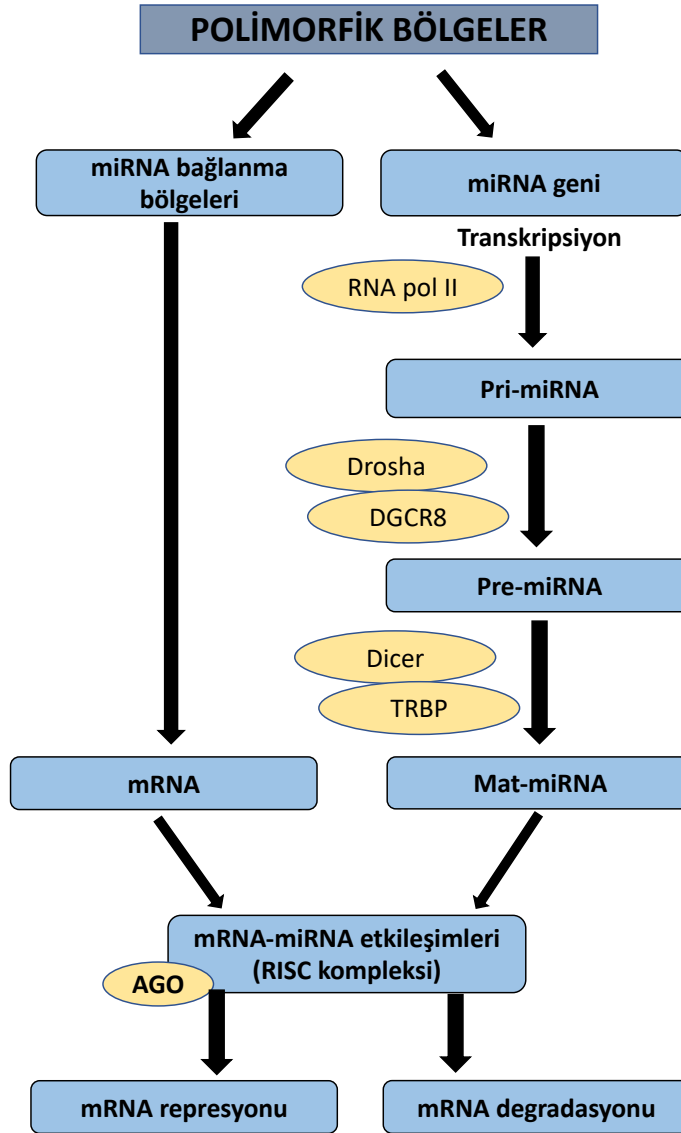 POLİMORFİK BÖLGELER
miRNA bağlanma
bölgeleri
miRNA geni
Transkripsiyon
RNA pol II
Pri-miRNA
Drosha
DGCR8
Pre-miRNA
Dicer
TRBP
mRNA
Mat-miRNA
mRNA-miRNA etkileşimleri
(RISC kompleksi)
AGO
mRNA represyonu
mRNA degradasyonu